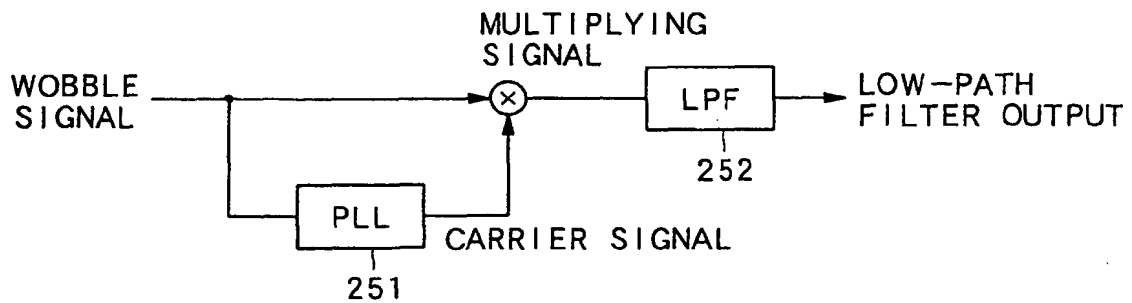 MULTIPLYING
SIGNAL
WOBBLE
SIGNAL
LPF
LOW-PATH
FILTER OUTPUT
252
PLL
CARRIER SIGNAL
251